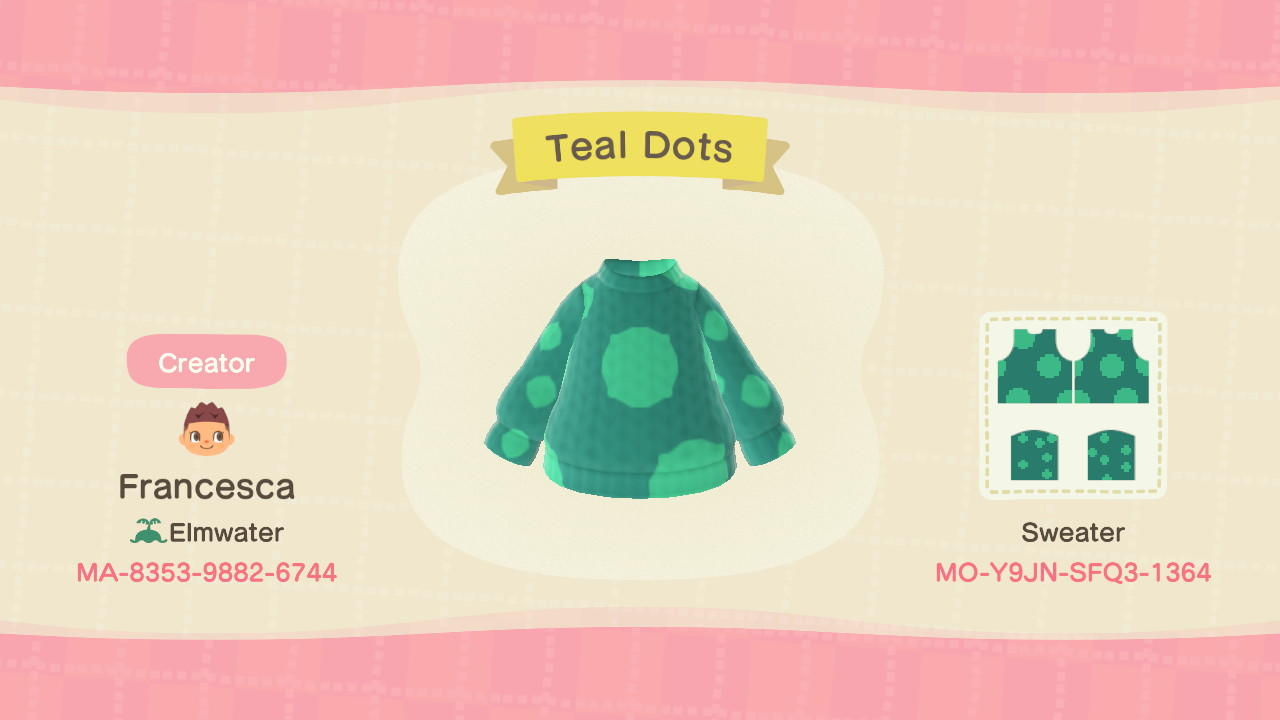 Teal Dots
Creator
Francesca
Elmwater
MA-8353-9882-6744
Sweater
MO-Y9JN-SFQ3-1364